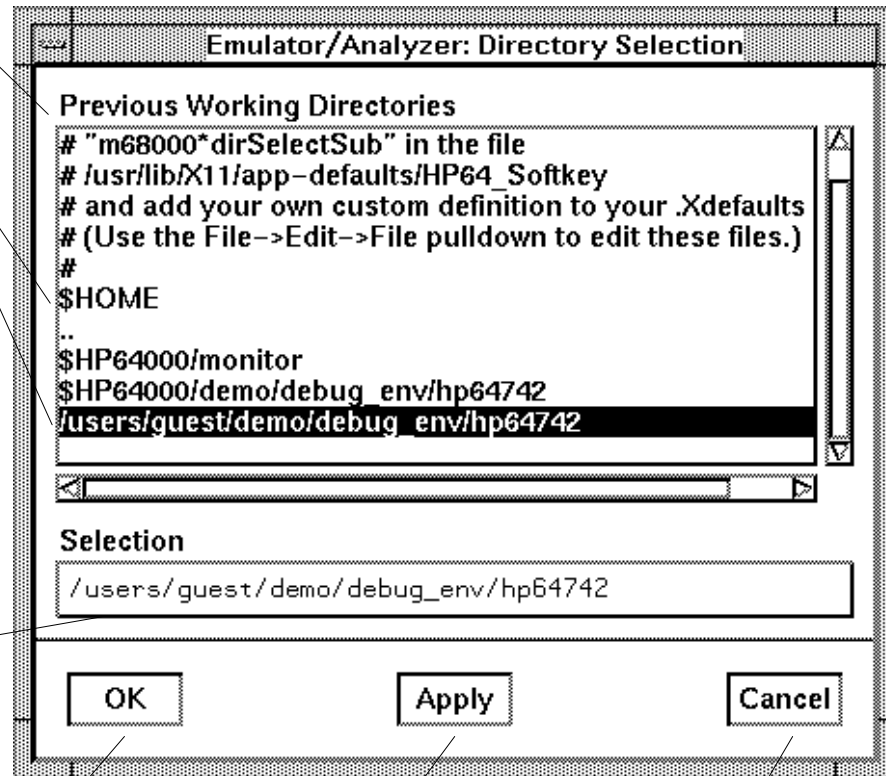 Emulator/Analyzer: Directory Selection
Previous Working Directories
# "m68000*dirSelectSub" in the file
# /usr/lib/X11/app-defaults/HP64_Softkey
# and add your own custom definition to your .Xdefaults
# (Use the File->Edit->File pulldown to edit these files.)
#
$HOME
..
$HP64000/monitor
$HP64000/demo/debug_env/hp64742
/users/guest/demo/debug_env/hp64742
Selection
/users/guest/demo/debug_env/hp64742
OK
Apply
Cancel